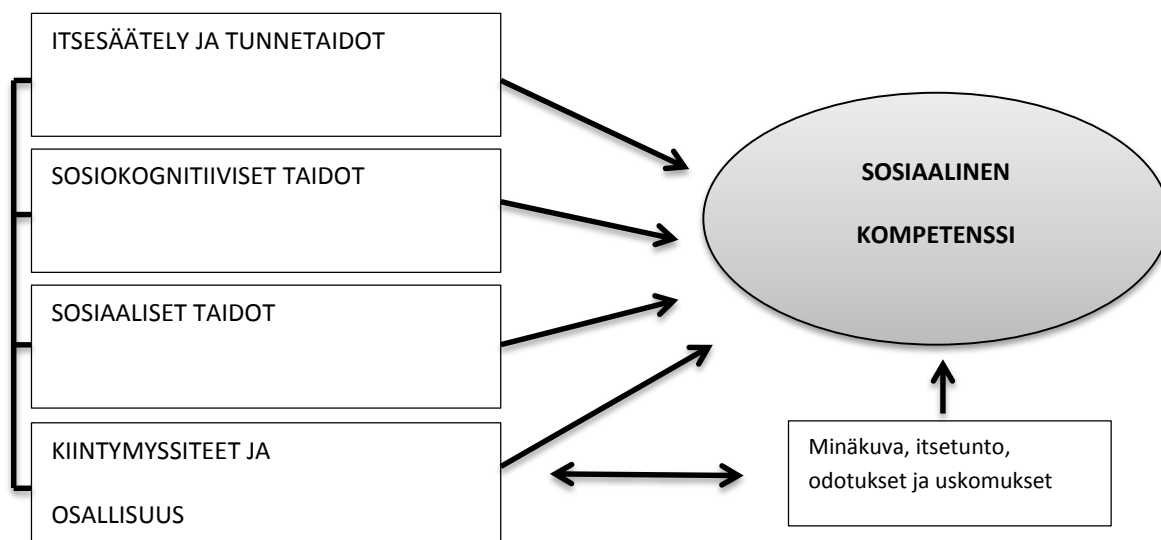 ITSESÄÄTELY JA TUNNETAIDOT
SOSIOKOGNITIIVISET TAIDOT
SOSIAALISET TAIDOT
KIINTYMYSSITEET JA
OSALLISUUS
SOSIAALINEN
KOMPETENSSI
Minäkuva, itsetunto,
odotukset ja uskomukset